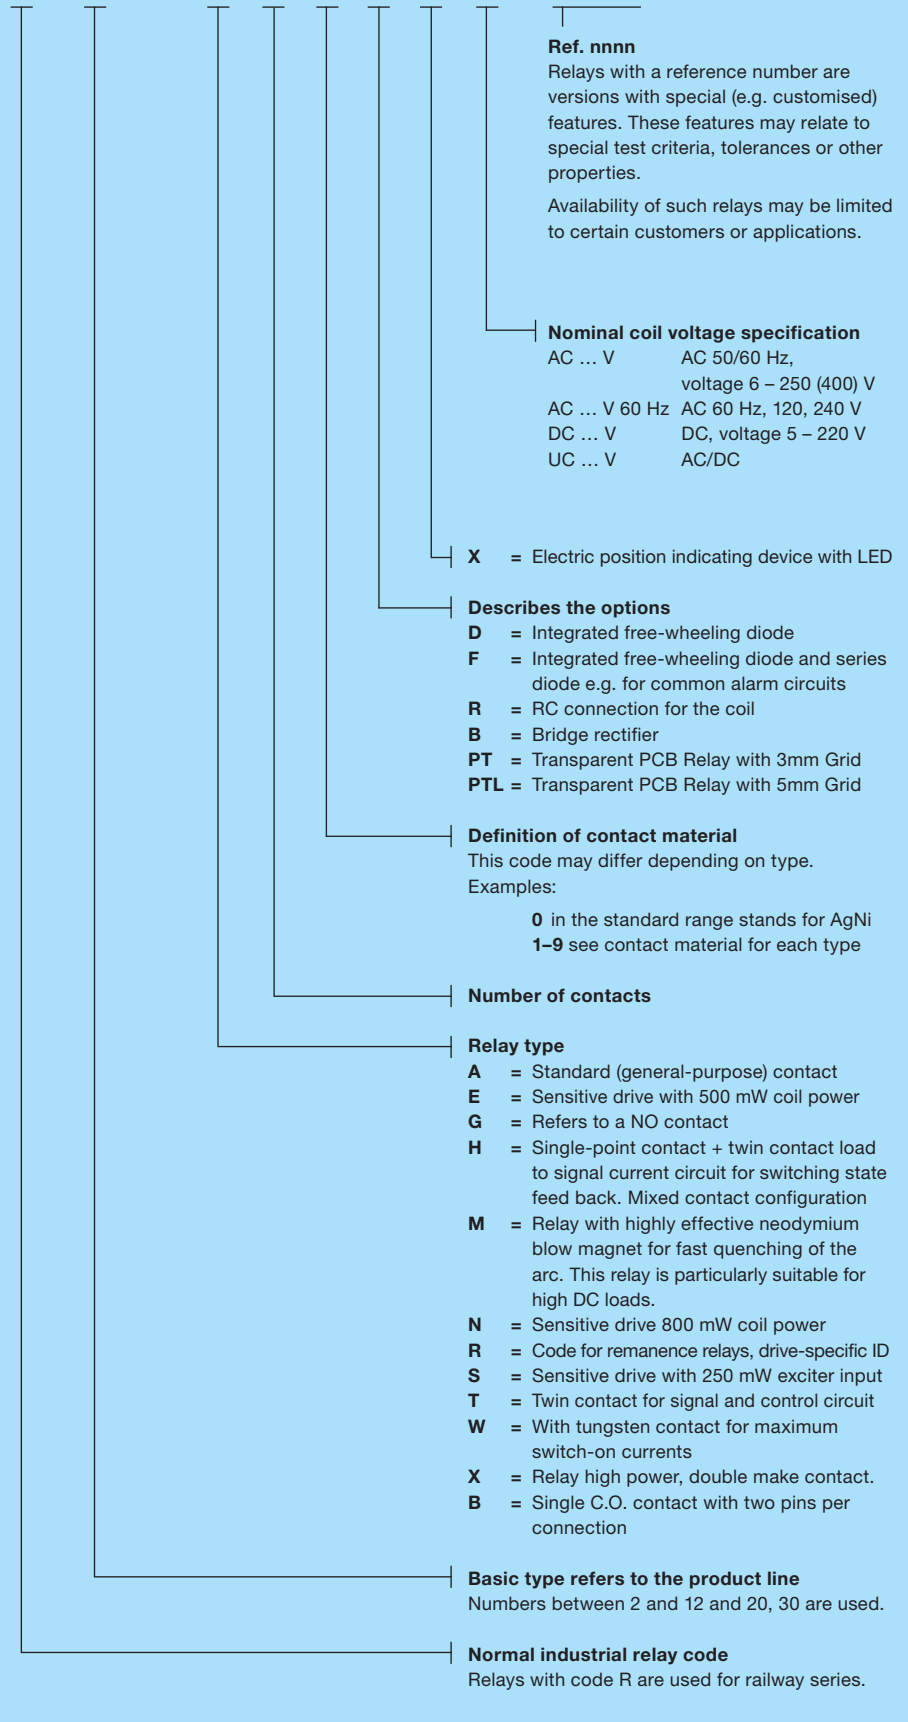 Ref. nnnn
Relays with a reference number are
versions with special (e.g. customised)
features. These features may relate to
special test criteria, tolerances or other
properties.
Availability of such relays may be limited
to certain customers or applications.
Nominal coil voltage specification
AC … V AC 50/60 Hz,
voltage 6 – 250 (400) V
AC … V 60 Hz AC 60 Hz, 120, 240 V
DC … V DC, voltage 5 – 220 V
UC … V AC/DC
X = Electric position indicating device with LED
Describes the options
D = Integrated free-wheeling diode
F = Integrated free-wheeling diode and series
diode e.g. for common alarm circuits
R = RC connection for the coil
B = Bridge rectifier
PT = Transparent PCB Relay with 3mm Grid
PTL = Transparent PCB Relay with 5mm Grid
Definition of contact material
This code may differ depending on type.
Examples:
0 in the standard range stands for AgNi
1–9 see contact material for each type
Number of contacts
Relay type
A = Standard (general-purpose) contact
E = Sensitive drive with 500 mW coil power
G = Refers to a NO contact
H = Single-point contact + twin contact load
to signal current circuit for switching state
feed back. Mixed contact configuration
M = Relay with highly effective neodymium
blow magnet for fast quenching of the
arc. This relay is particularly suitable for
high DC loads.
N = Sensitive drive 800 mW coil power
R = Code for remanence relays, drive-specific ID
S = Sensitive drive with 250 mW exciter input
T = Twin contact for signal and control circuit
W = With tungsten contact for maximum
switch-on currents
X = Relay high power, double make contact.
B = Single C.O. contact with two pins per
connection
Basic type refers to the product line
Numbers between 2 and 12 and 20, 30 are used.
Normal industrial relay code
Relays with code R are used for railway series.